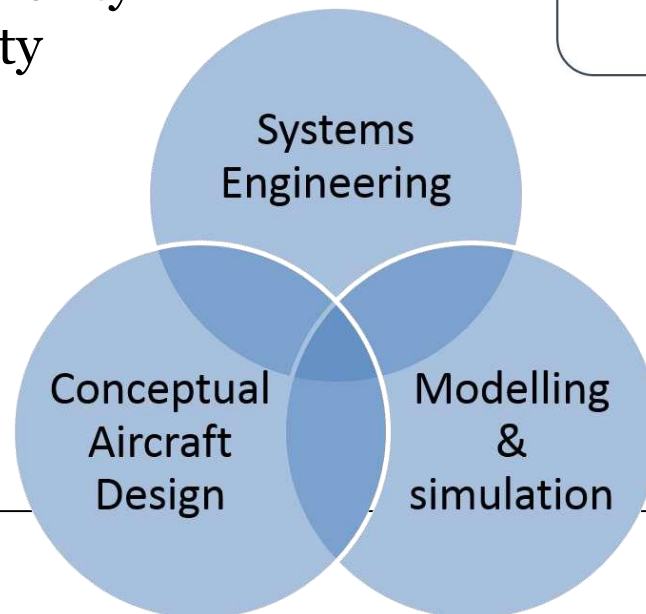 ty
Systems
Engineering
Conceptual
Aircraft
Design
Modelling
&
simulation